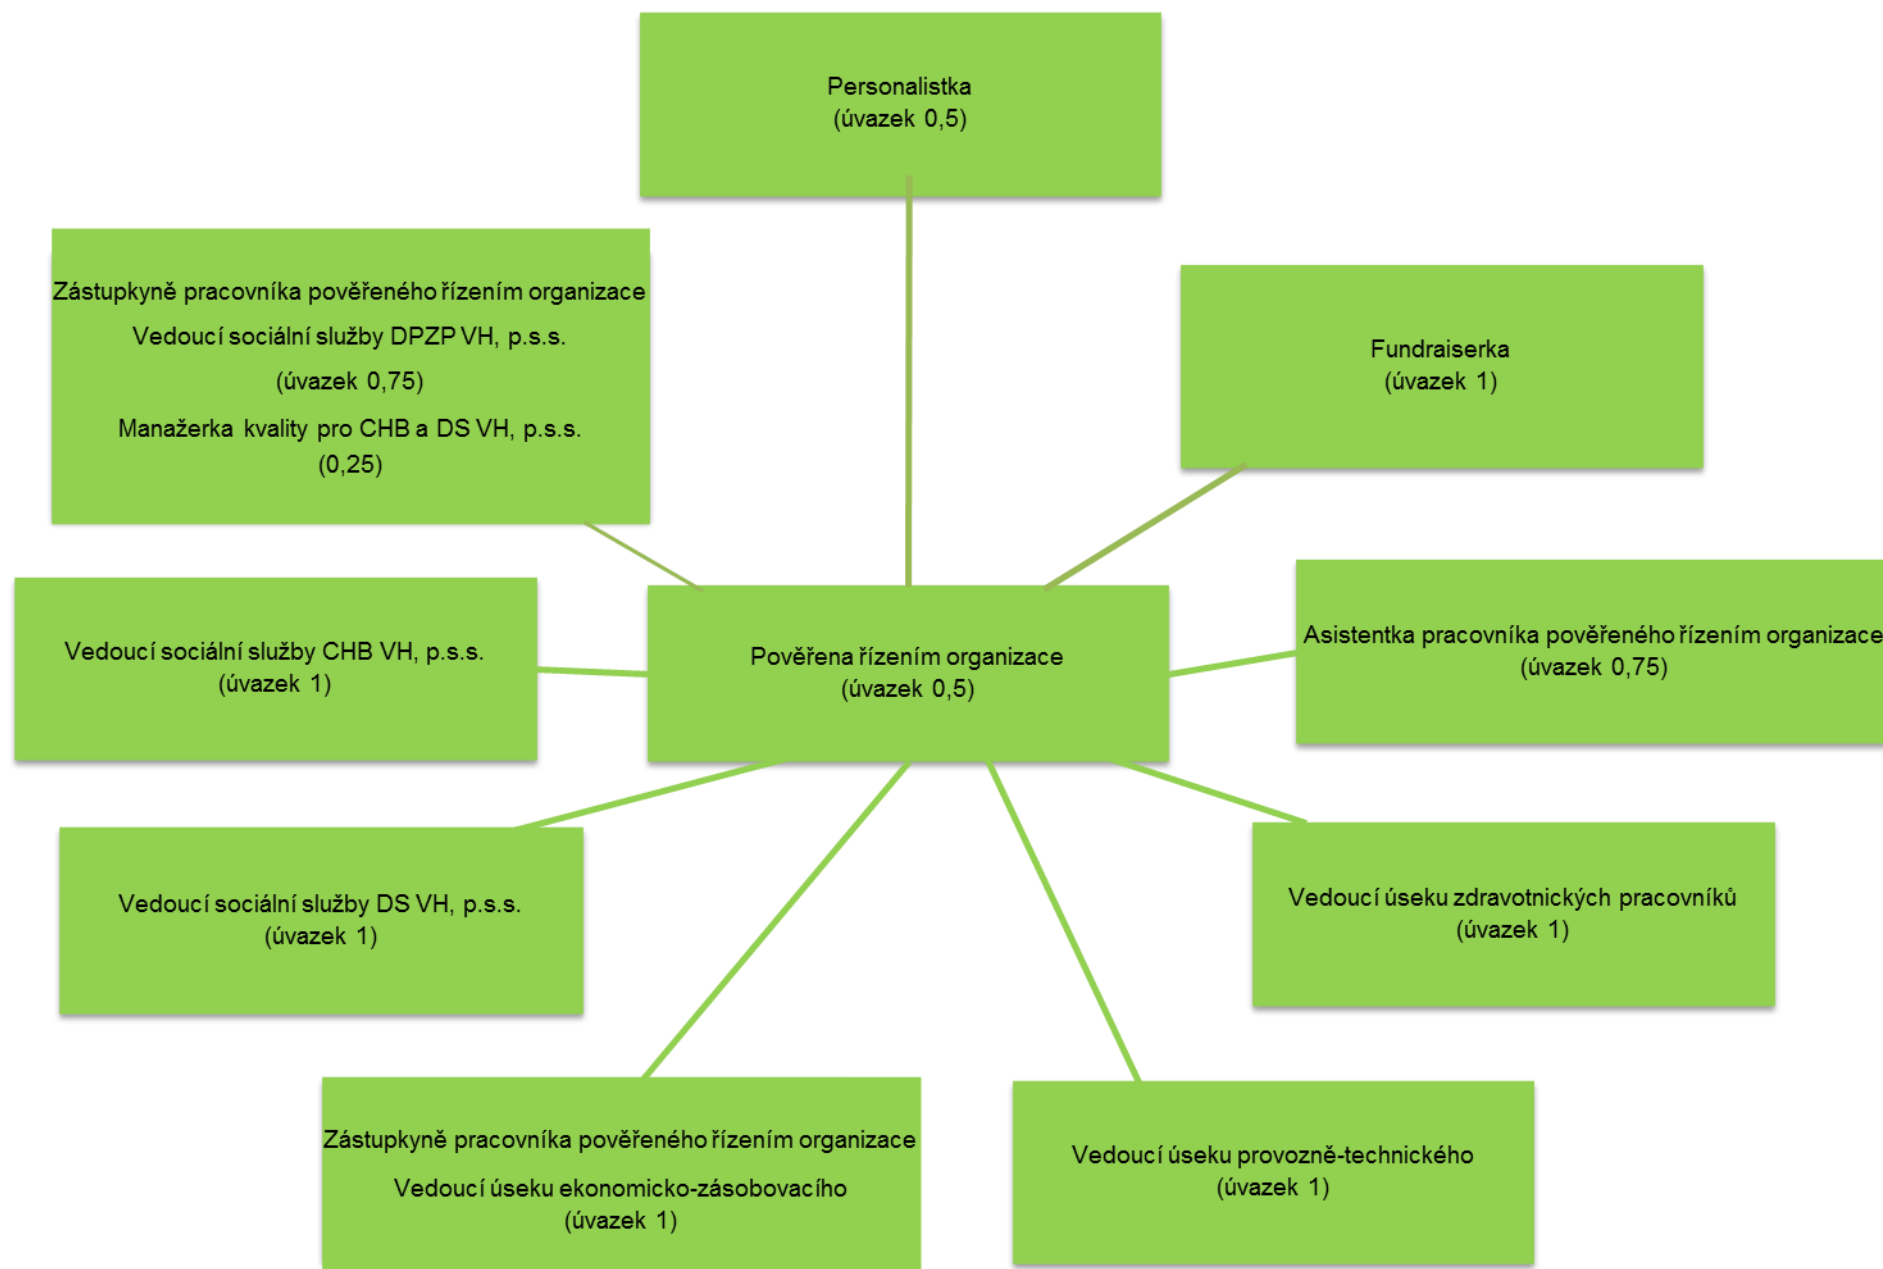 Personalistka
(úvazek 0,5)
Zástupkyně pracovníka pověřeného řízením organizace
Vedoucí sociální služby DPZP VH, p.s.s.
(úvazek 0,75)
Manažerka kvality pro CHB a DS VH, p.s.s.
(0,25)
Fundraiserka
(úvazek 1)
Vedoucí sociální služby CHB VH, p.s.s.
(úvazek 1)
Pověřena řízením organizace
(úvazek 0,5)
Asistentka pracovníka pověřeného řízením organizace
(úvazek 0,75)
Vedoucí sociální služby DS VH, p.s.s.
(úvazek 1)
Vedoucí úseku zdravotnických pracovníků
(úvazek 1)
Zástupkyně pracovníka pověřeného řízením organizace
Vedoucí úseku ekonomicko-zásobovacího
(úvazek 1)
Vedoucí úseku provozně-technického
(úvazek 1)